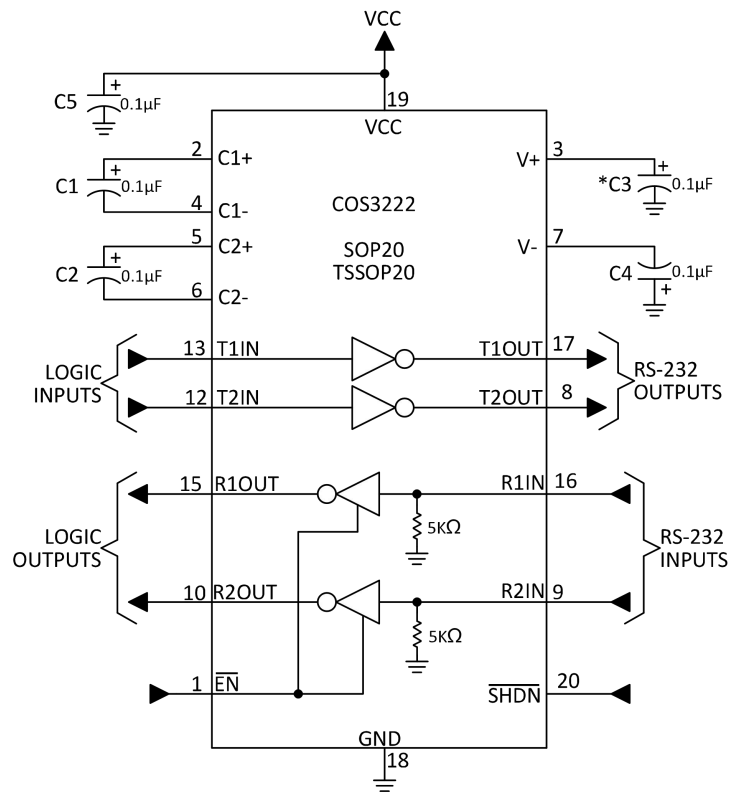 VCC
C5
+
0.1µF
19
VCC
2
C1+
V+
3
C1
+
0.1µF
*C3
+
0.1µF
4
C1-
COS3222
5
C2+
V-
7
SOP20
TSSOP20
C2
+
0.1µF
C4
0.1µF
+
6
C2-
13
T1IN
T1OUT
17
LOGIC
INPUTS
RS-232
OUTPUTS
12
T2IN
T2OUT
8
15
R1OUT
R1IN
16
5KΩ
LOGIC
OUTPUTS
RS-232
INPUTS
10
R2OUT
R2IN
9
5KΩ
1
EN
SHDN
20
GND
18